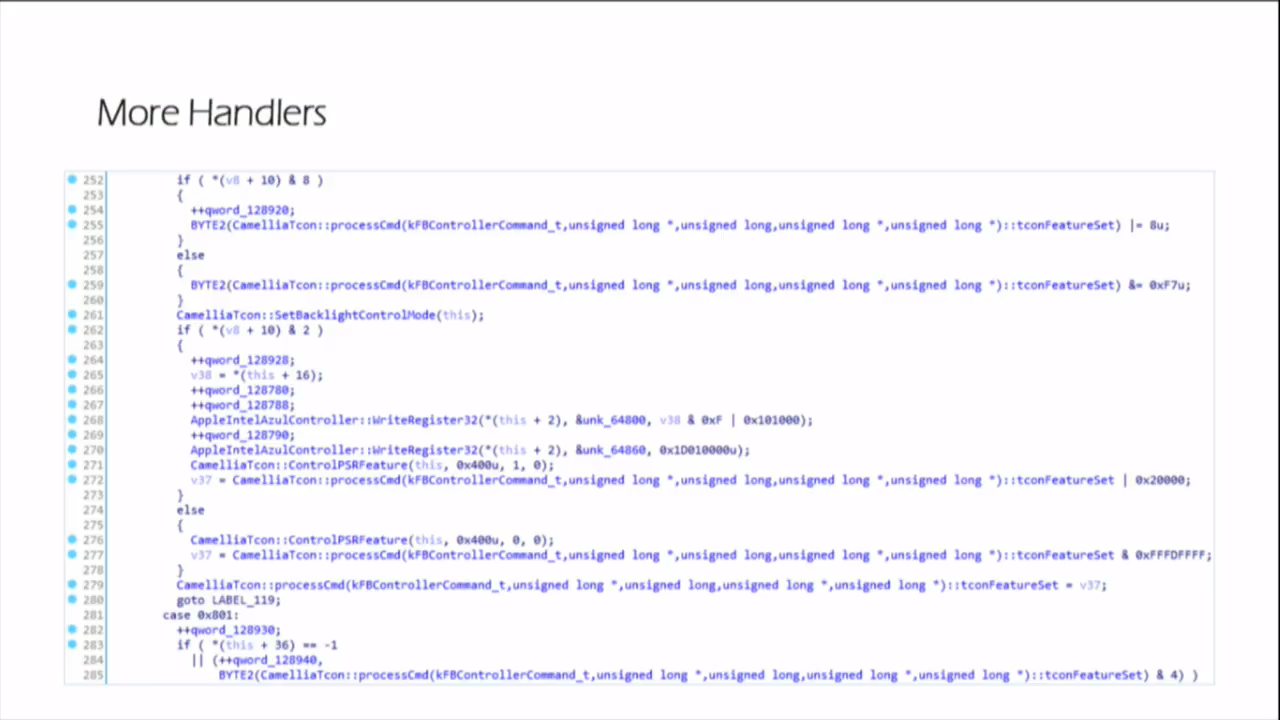 More Handlers
252 if ( *(v8 + 10) & 8 )
253 {
254 ++qword_128920;
255 BYTE2(CamelliaTcon::processCmd(kFBControllerCommand_t,unsigned long *,unsigned long,unsigned long *,unsigned long *)::tconFeatureSet) |= 8u;
256 }
257 else
258 {
259 BYTE2(CamelliaTcon::processCmd(kFBControllerCommand_t,unsigned long *,unsigned long,unsigned long *,unsigned long *)::tconFeatureSet) &= 0xF7u;
260 }
261 CamelliaTcon::SetBacklightControlMode(this);
262 if ( *(v8 + 10) & 2 )
263 {
264 ++qword_128928;
265 v38 = *(this + 16);
266 ++qword_128780;
267 ++qword_128788;
268 AppleIntelAzulController::WriteRegister32(*(this + 2), &unk_64800, v38 & 0xF | 0x101000);
269 ++qword_128790;
270 AppleIntelAzulController::WriteRegister32(*(this + 2), &unk_64860, 0x1D010000u);
271 CamelliaTcon::ControlPSRFeature(this, 0x400u, 1, 0);
272 v37 = CamelliaTcon::processCmd(kFBControllerCommand_t,unsigned long *,unsigned long,unsigned long *,unsigned long *)::tconFeatureSet | 0x20000;
273 }
274 else
275 {
276 CamelliaTcon::ControlPSRFeature(this, 0x400u, 0, 0);
277 v37 = CamelliaTcon::processCmd(kFBControllerCommand_t,unsigned long *,unsigned long,unsigned long *,unsigned long *)::tconFeatureSet & 0xFFFDFFFF;
278 }
279 CamelliaTcon::processCmd(kFBControllerCommand_t,unsigned long *,unsigned long,unsigned long *,unsigned long *)::tconFeatureSet = v37;
280 goto LABEL_119;
281 case 0x801:
282 ++qword_128930;
283 if ( *(this + 36) == -1
284 || (++qword_128940,
285 BYTE2(CamelliaTcon::processCmd(kFBControllerCommand_t,unsigned long *,unsigned long,unsigned long *,unsigned long *)::tconFeatureSet) & 4) )